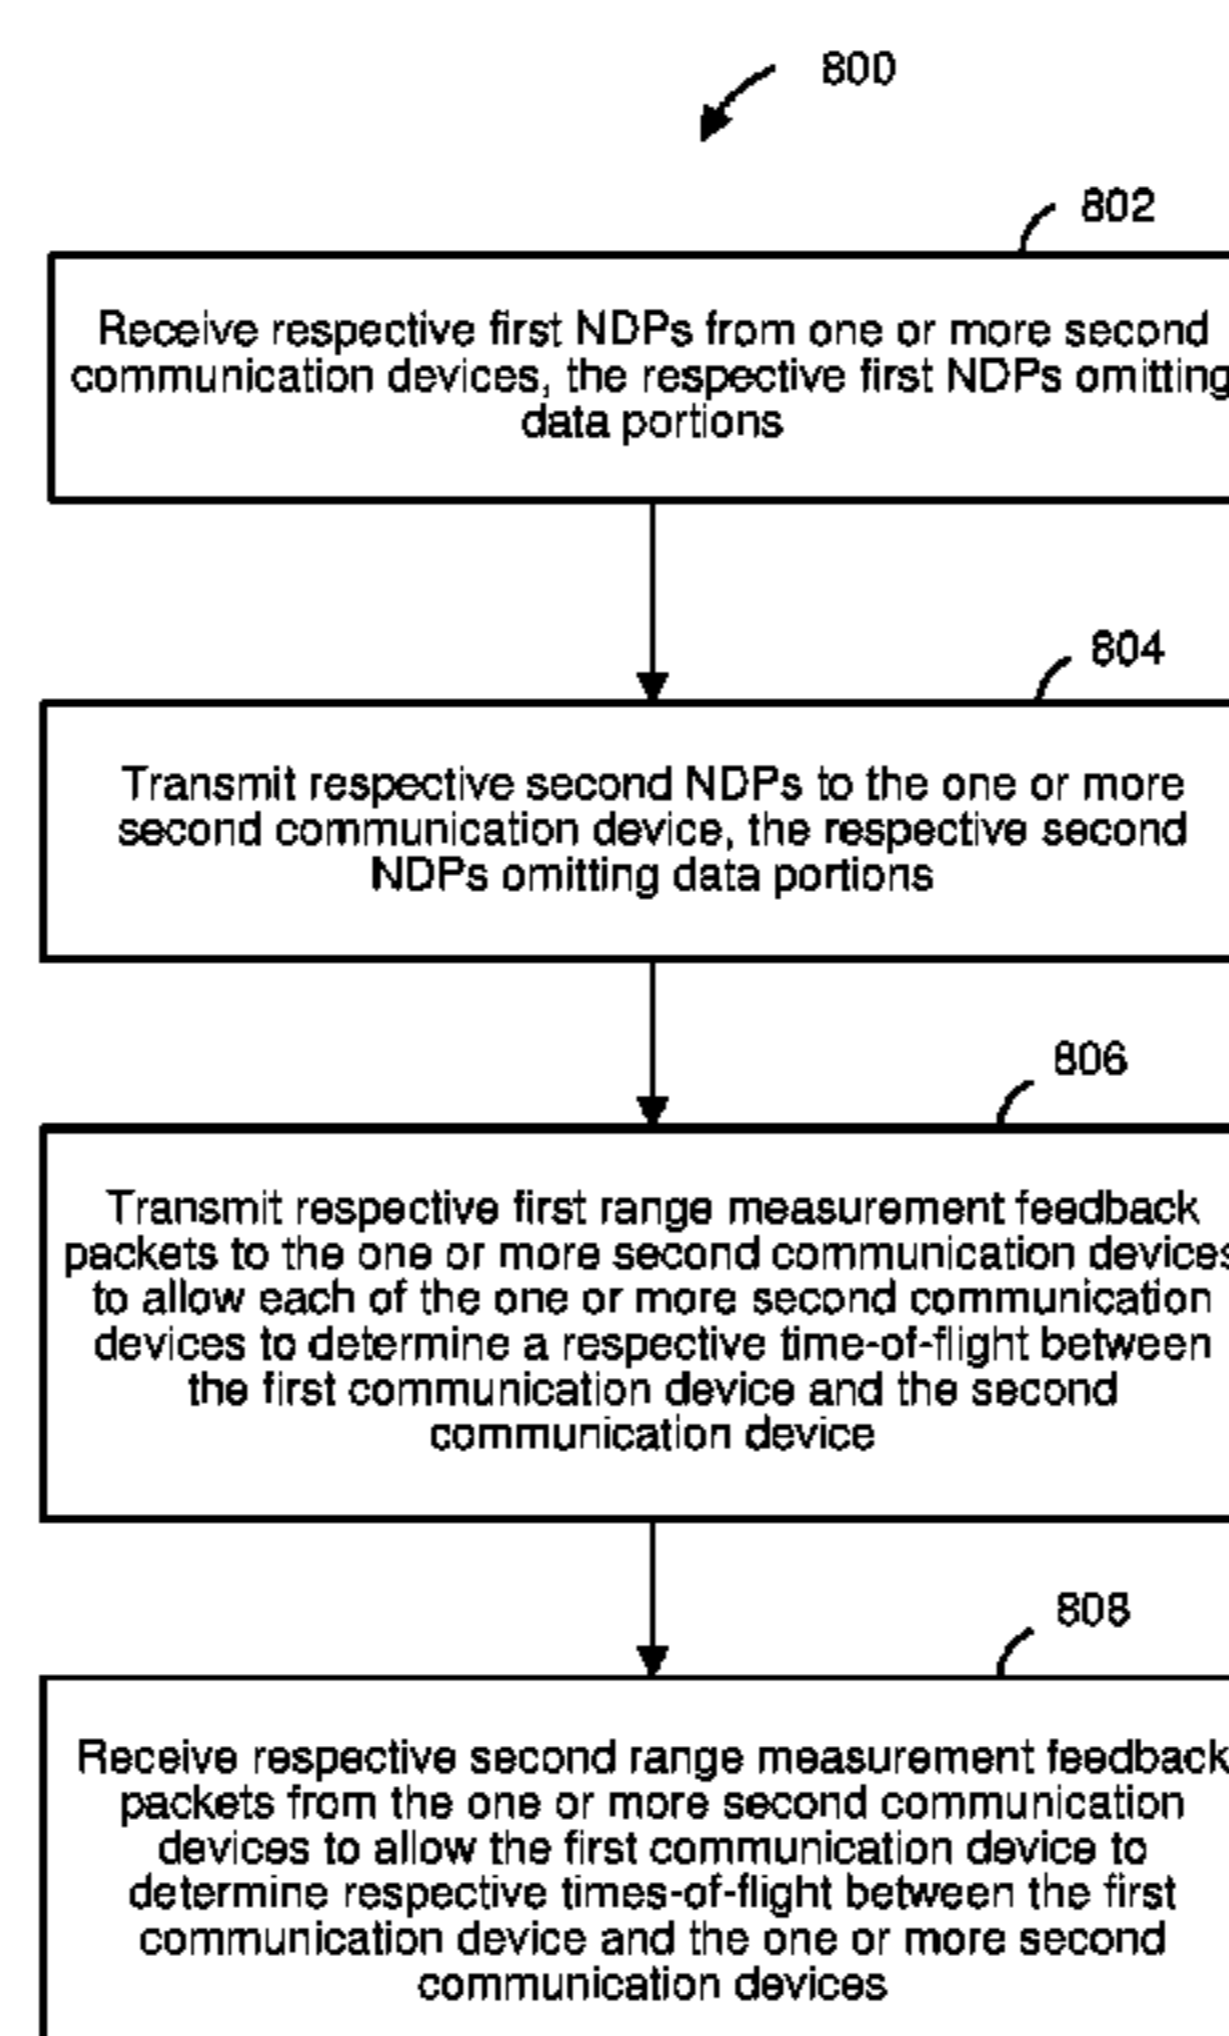 800
802
Receive respective first NDPs from one or more second
communication devices, the respective first NDPs omitting
data portions
804
Transmit respective second NDPs to the one or more
second communication device, the respective second
NDPs omitting data portions
806
Transmit respective first range measurement feedback
packets to the one or more second communication devices
to allow each of the one or more second communication
devices to determine a respective time-of-flight between
the first communication device and the second
communication device
808
Receive respective second range measurement feedback
packets from the one or more second communication
devices to allow the first communication device to
determine respective times-of-flight between the first
communication device and the one or more second
communication devices